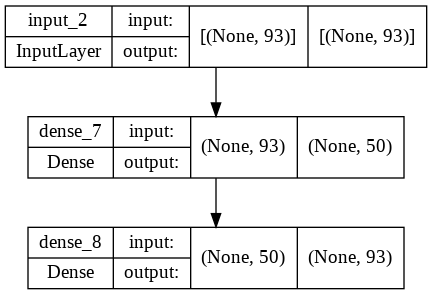 input_2 input: [(None, 93)] [(None, 93)]
InputLayer output:
dense_7 input: (None, 93) (None, 50)
Dense output:
dense_8 input: (None, 50) (None, 93)
Dense output: